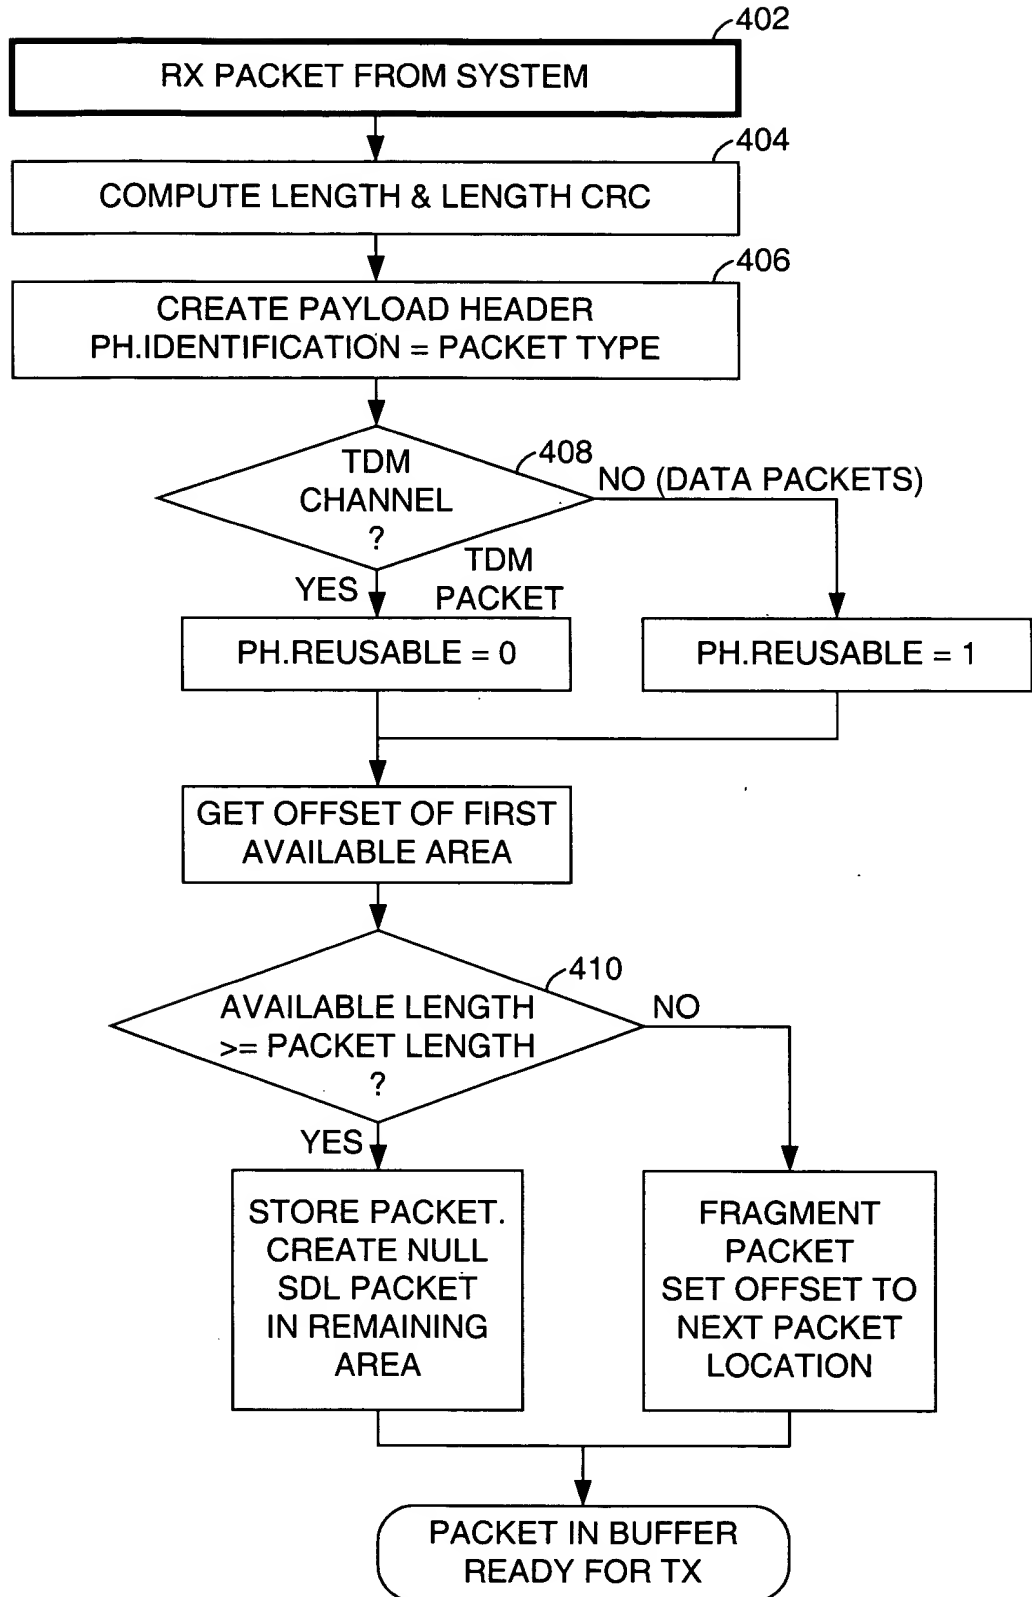 402
RX PACKET FROM SYSTEM
404
COMPUTE LENGTH & LENGTH CRC
406
CREATE PAYLOAD HEADER
PH.IDENTIFICATION = PACKET TYPE
408
TDM
CHANNEL
?
NO (DATA PACKETS)
YES
TDM
PACKET
PH.REUSABLE = 0
PH.REUSABLE = 1
GET OFFSET OF FIRST
AVAILABLE AREA
410
AVAILABLE LENGTH
>= PACKET LENGTH
?
NO
YES
STORE PACKET.
CREATE NULL
SDL PACKET
IN REMAINING
AREA
FRAGMENT
PACKET
SET OFFSET TO
NEXT PACKET
LOCATION
PACKET IN BUFFER
READY FOR TX